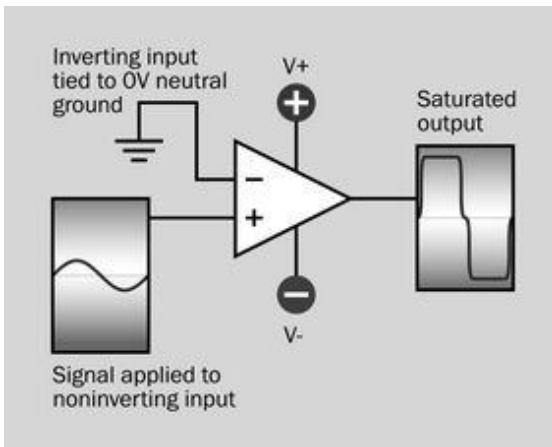 Inverting input
tied to 0V neutral
ground
V+
+
Saturated
output
−
+
−
V-
Signal applied to
noninverting input